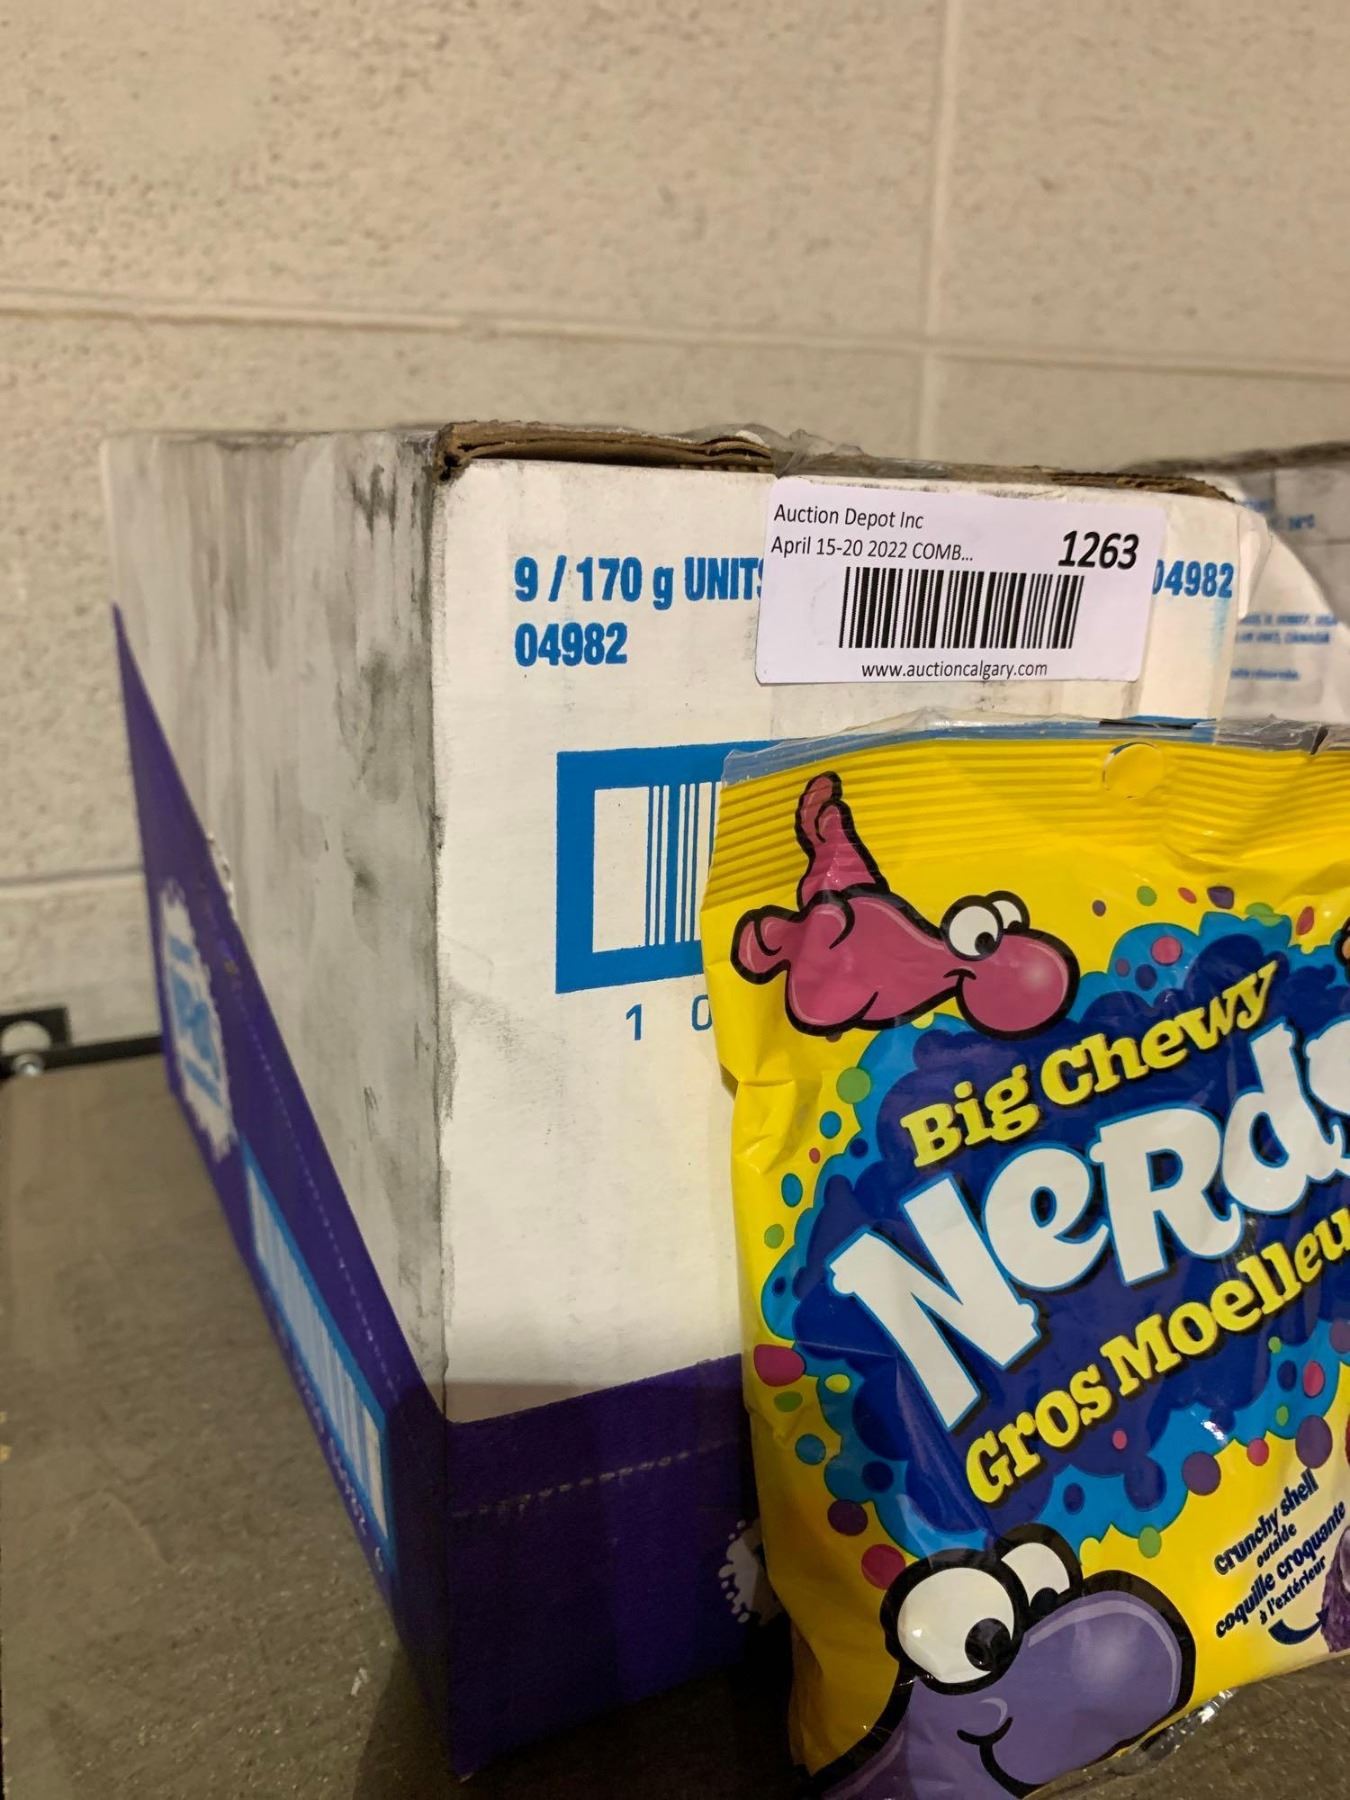 Auction Depot Inc
April 15-20 2022 COMB...
1263
www.auctioncalgary.com
9 / 170 g UNITS
04982
04982
1 0
Big Chewy
Nerds
Gros Moelleu
crunchy shell
outside
coquille croquante
à l'extérieur